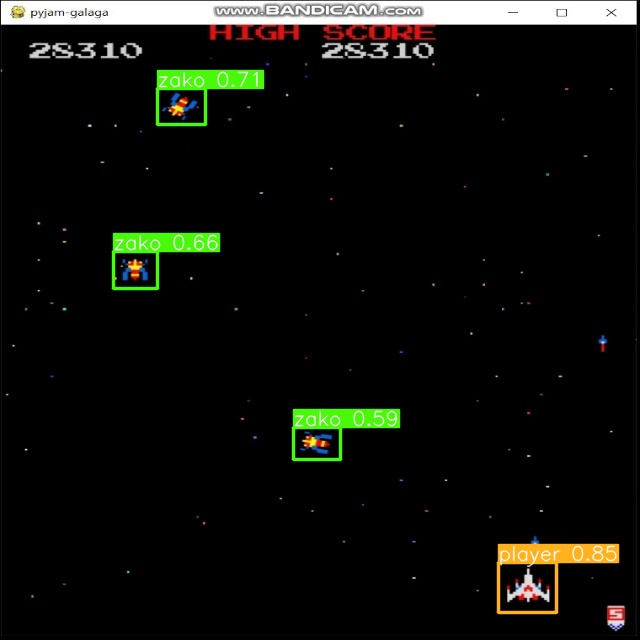 pyjam-galaga
www.BANDICAM.com
HIGH SCORE
28310 28310
zako 0.71
zako 0.66
zako 0.59
player 0.85
5